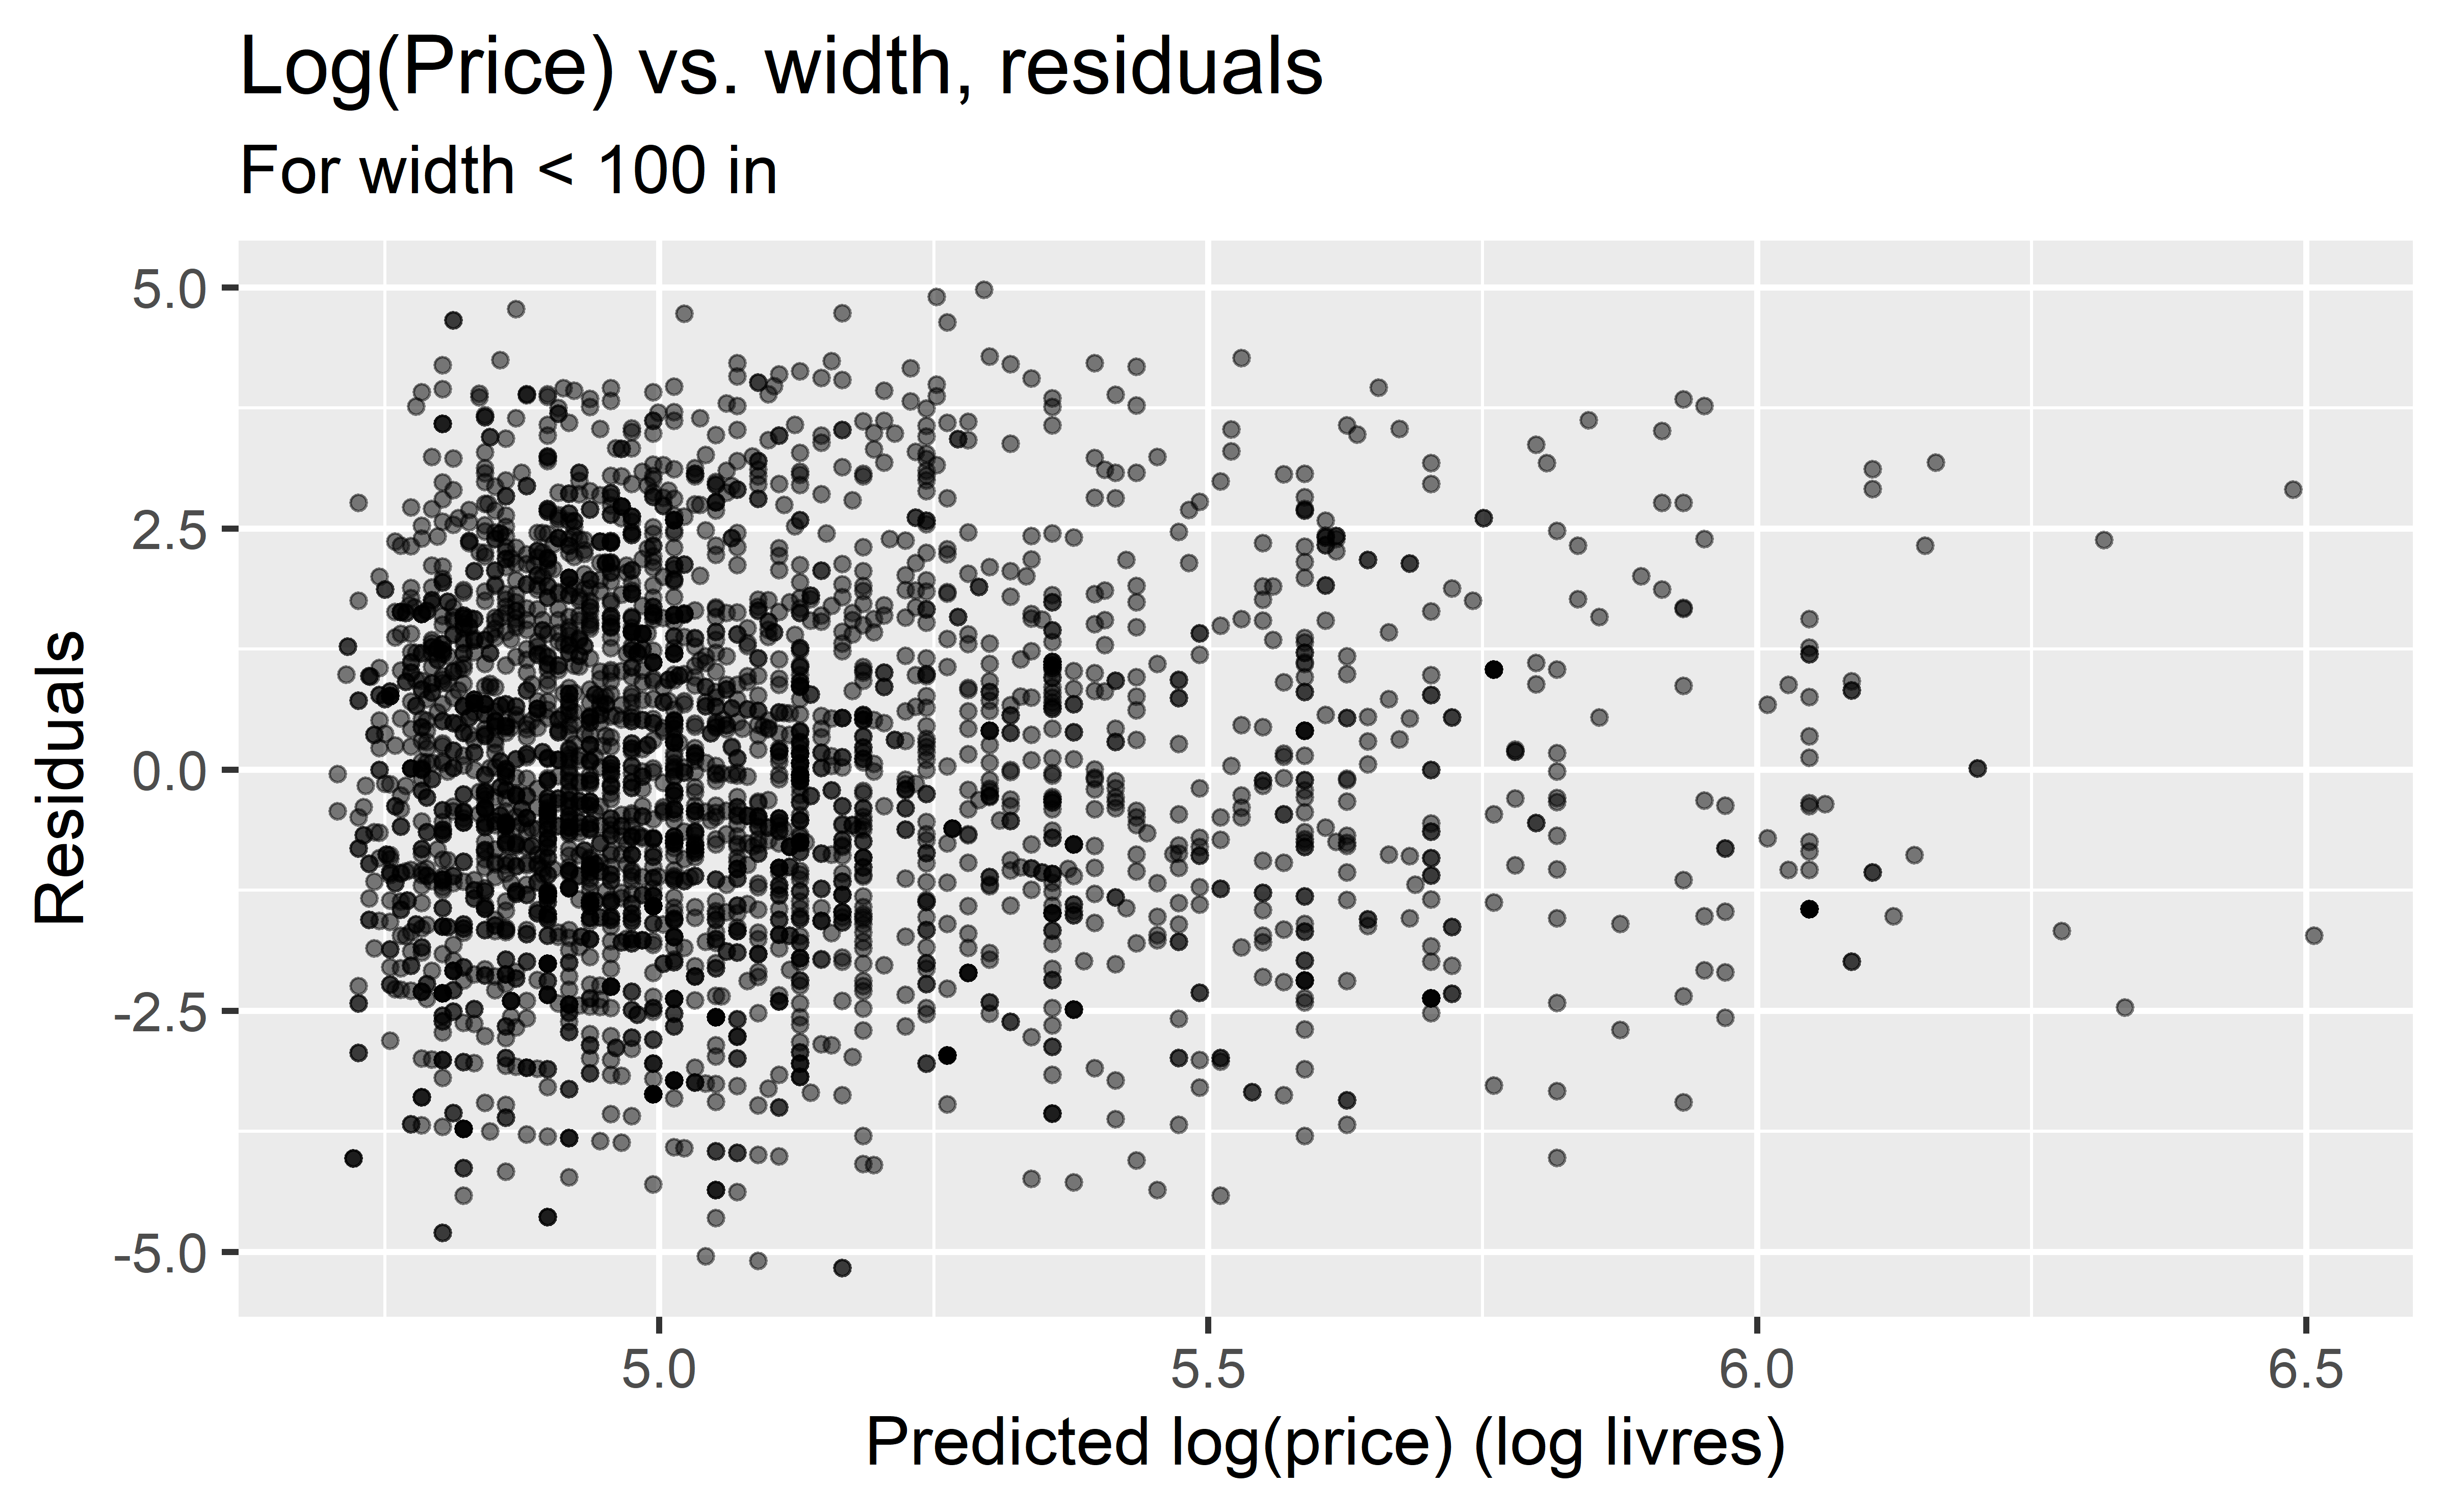 Log(Price) vs. width, residuals
For width < 100 in
5.0
2.5
0.0
-2.5
-5.0
Residuals
5.0 5.5 6.0 6.5
Predicted log(price) (log livres)